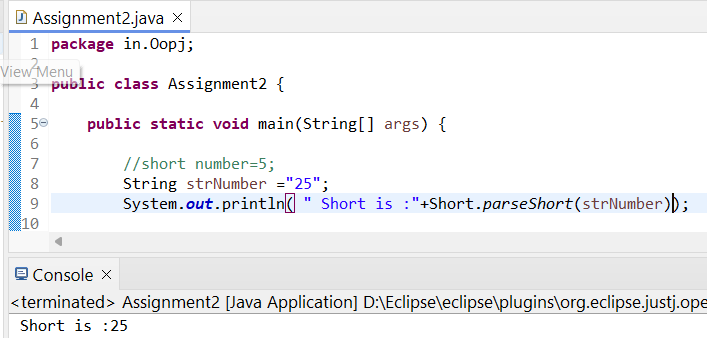 Assignment2.java
1 package in.Oopj;
2
View Menu
3 public class Assignment2 {
4
5 public static void main(String[] args) {
6
7 //short number=5;
8 String strNumber ="25";
9 System.out.println( " Short is :"+Short.parseShort(strNumber));
10
Console
<terminated> Assignment2 [Java Application] D:\Eclipse\eclipse\plugins\org.eclipse.justj.ope
Short is :25